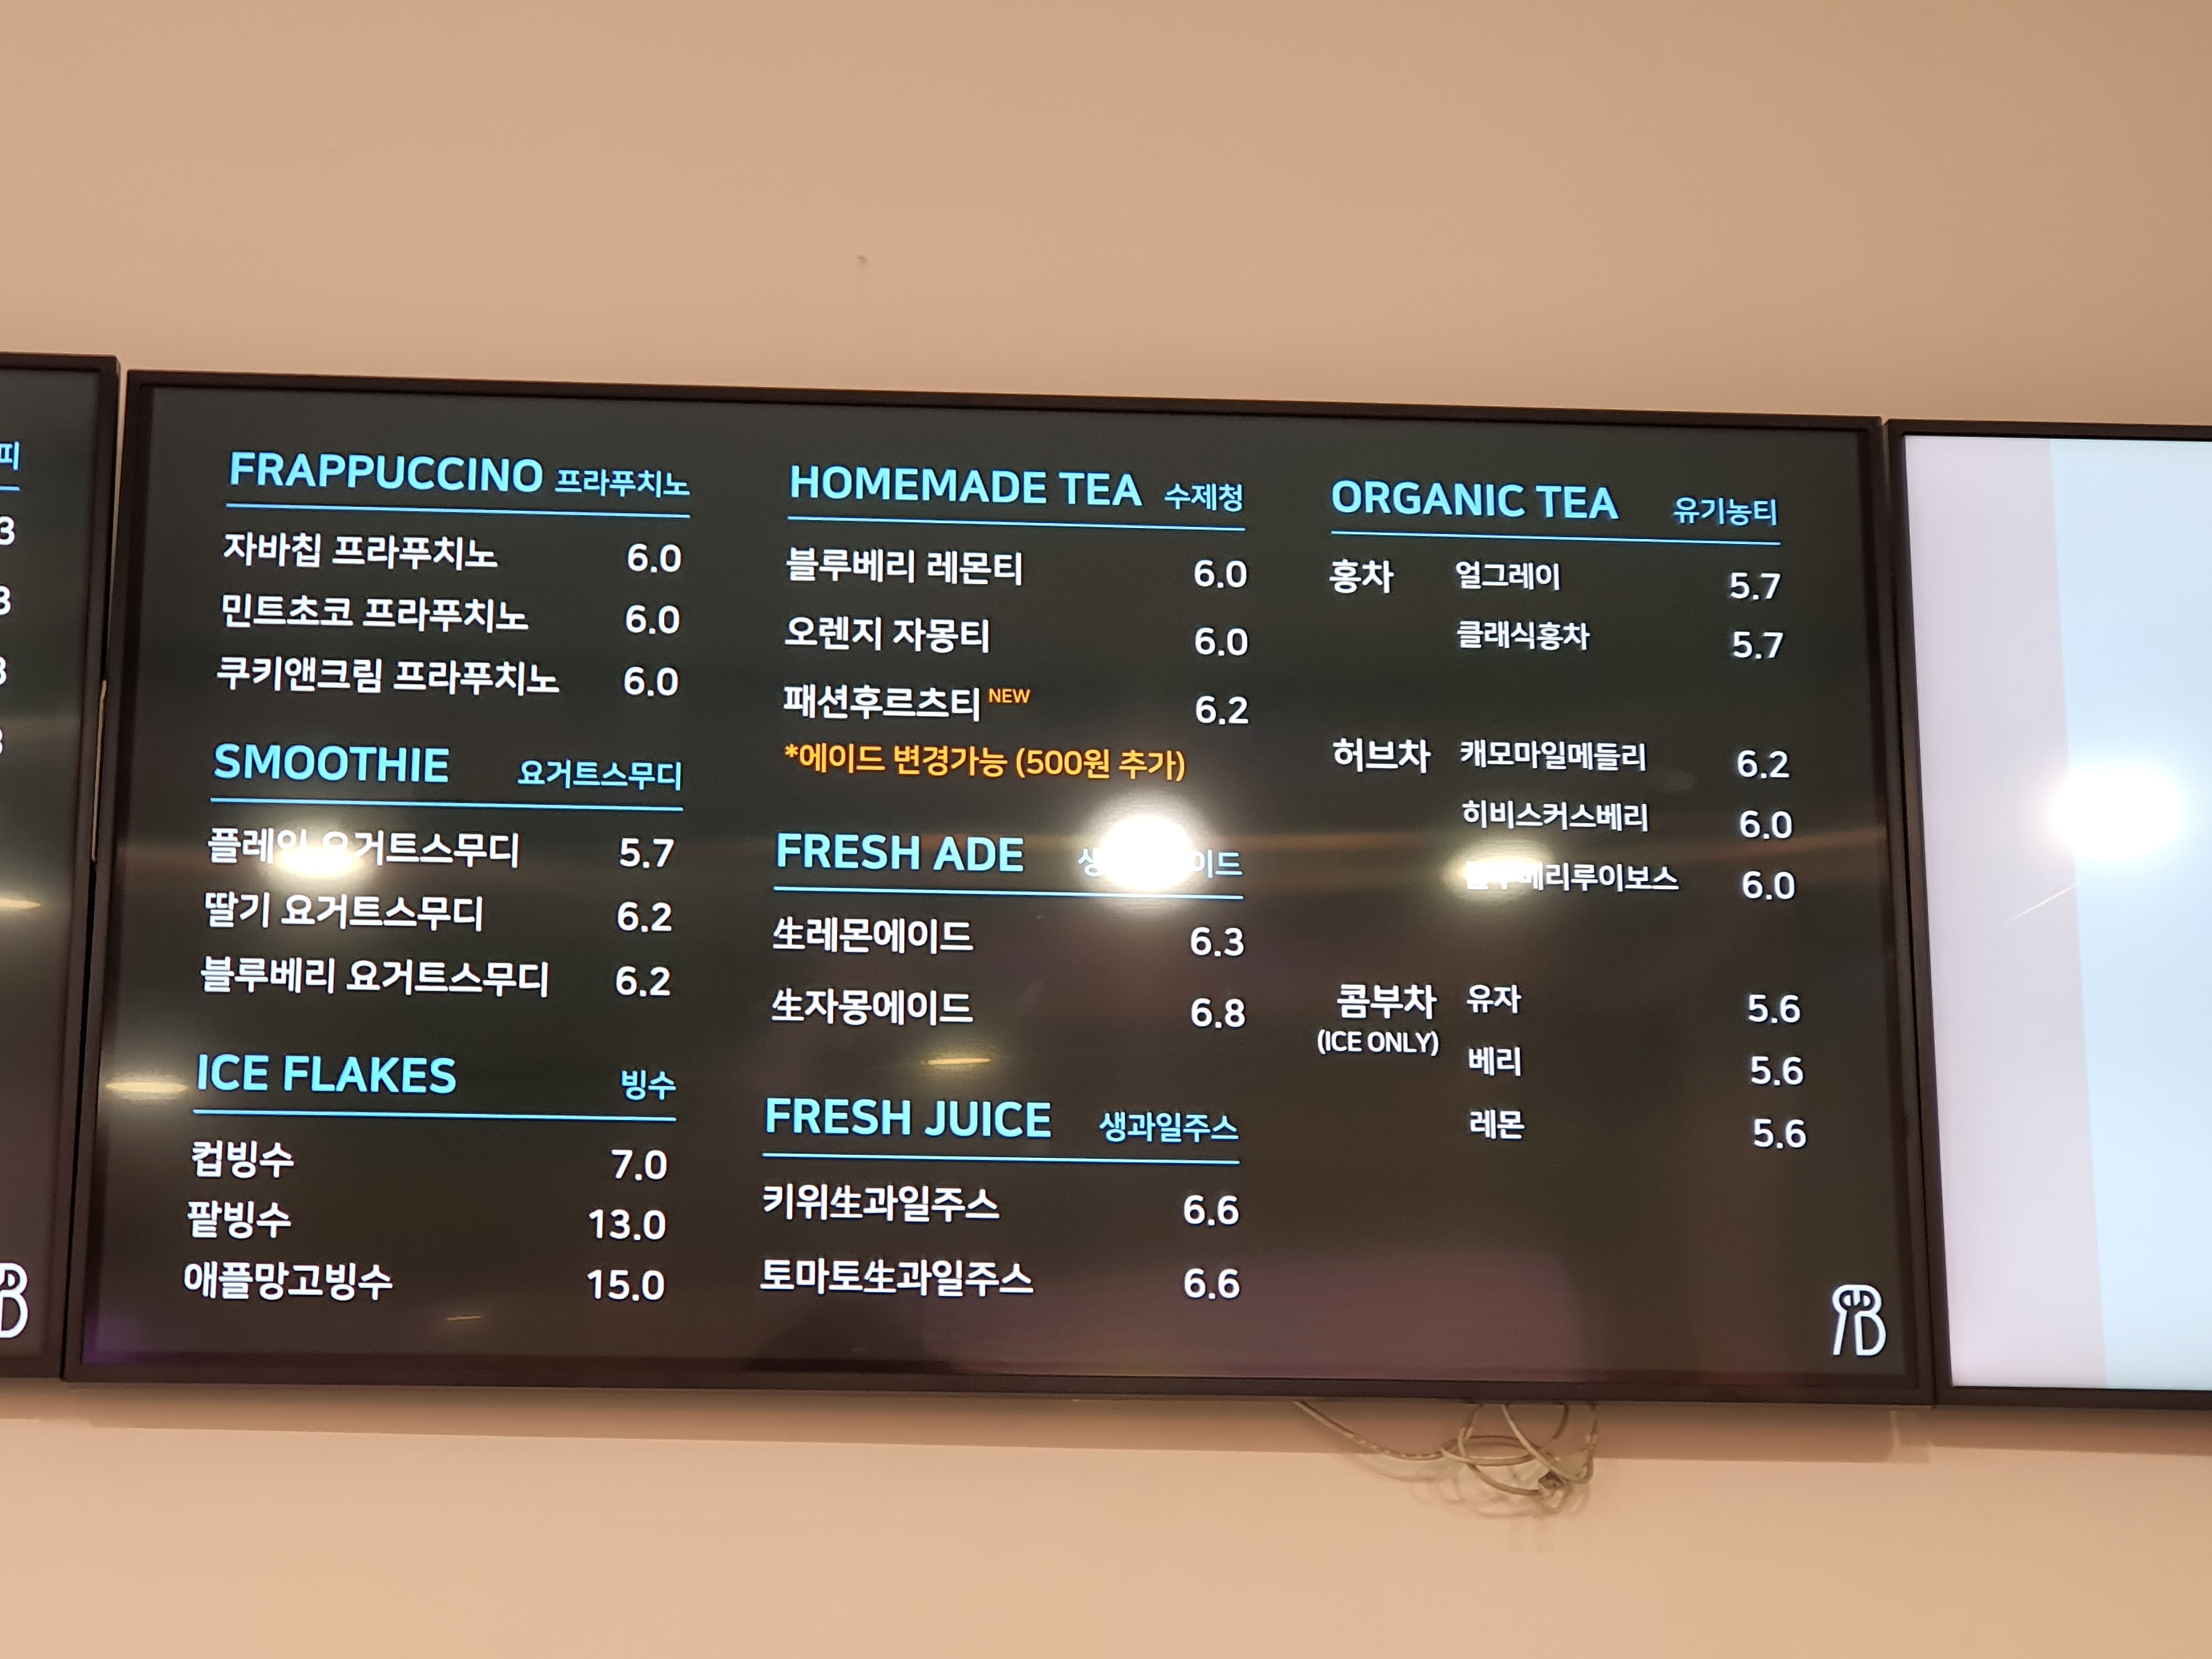 피
3
3
3
3
FRAPPUCCINO 프라푸치노
자바칩 프라푸치노 6.0
민트초코 프라푸치노 6.0
쿠키앤크림 프라푸치노 6.0
SMOOTHIE 요거트스무디
플레인 요거트스무디 5.7
딸기 요거트스무디 6.2
블루베리 요거트스무디 6.2
ICE FLAKES 빙수
컵빙수 7.0
팥빙수 13.0
애플망고빙수 15.0
HOMEMADE TEA 수제청
블루베리 레몬티 6.0
오렌지 자몽티 6.0
패션후르츠티 NEW 6.2
*에이드 변경가능 (500원 추가)
FRESH ADE
生레몬에이드 6.3
生자몽에이드 6.8
FRESH JUICE 생과일주스
키위生과일주스 6.6
토마토生과일주스 6.6
ORGANIC TEA 유기농티
홍차 얼그레이 5.7
클래식홍차 5.7
허브차 캐모마일메들리 6.2
히비스커스베리 6.0
6.0
콤부차 유자 5.6
(ICE ONLY)
베리 5.6
레몬 5.6